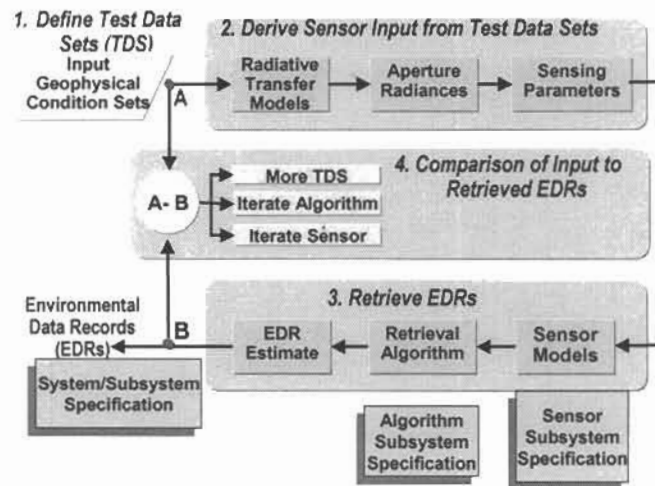 1. Define Test Data
Sets (TDS)
Input
Geophysical
Condition Sets
A
2. Derive Sensor Input from Test Data Sets
Radiative
Transfer
Models
Aperture
Radiances
Sensing
Parameters
4. Comparison of Input to
Retrieved EDRs
A- B
More TDS
Iterate Algorithm
Iterate Sensor
3. Retrieve EDRs
Environmental
Data Records
(EDRs)
B
EDR
Estimate
Retrieval
Algorithm
Sensor
Models
System/Subsystem
Specification
Algorithm
Subsystem
Specification
Sensor
Subsystem
Specification